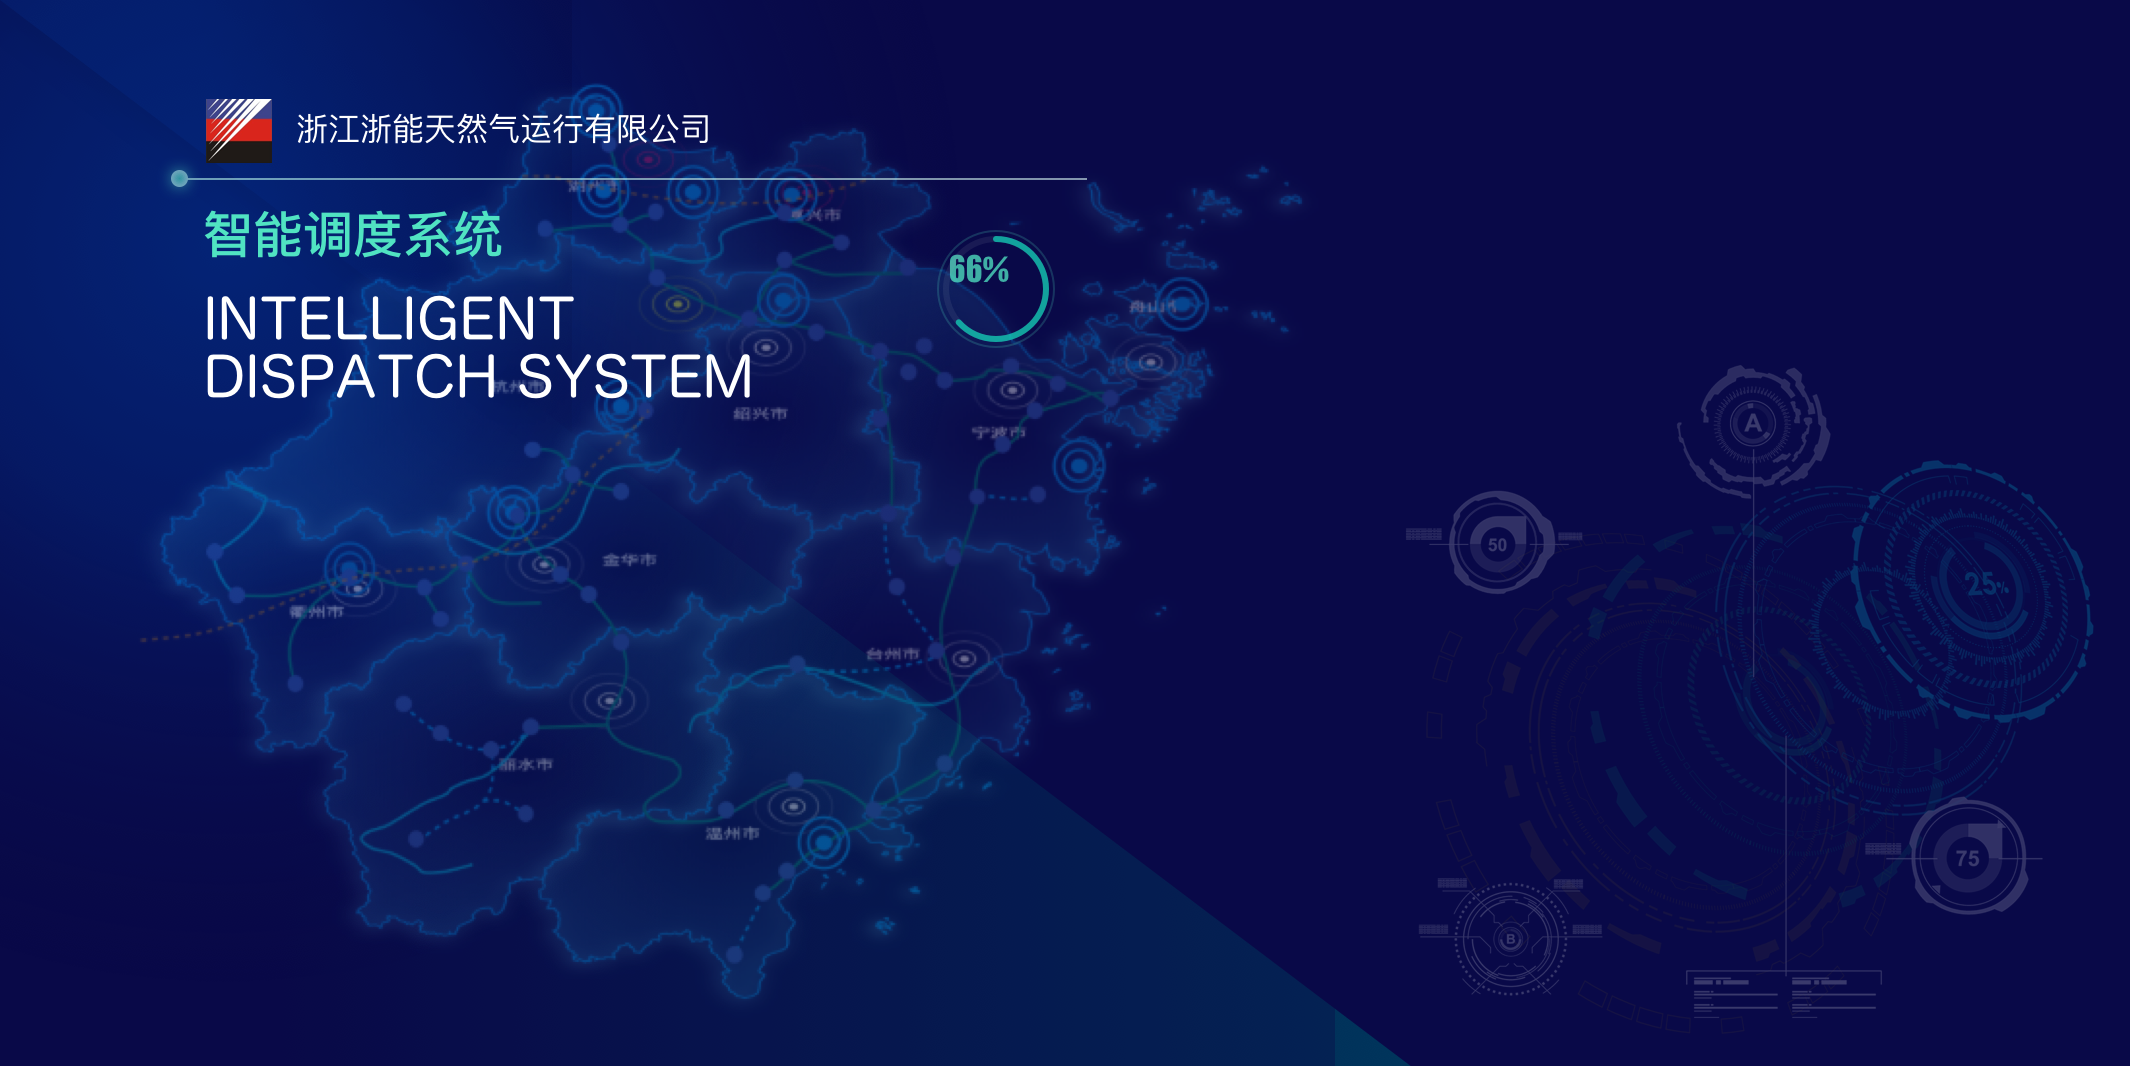 浙江浙能天然气运行有限公司
智能调度系统
INTELLIGENT
DISPATCH SYSTEM
湖州市
嘉兴市
66%
舟山市
杭州市
绍兴市
宁波市
金华市
衢州市
台州市
丽水市
温州市
A
50
25%
75
B